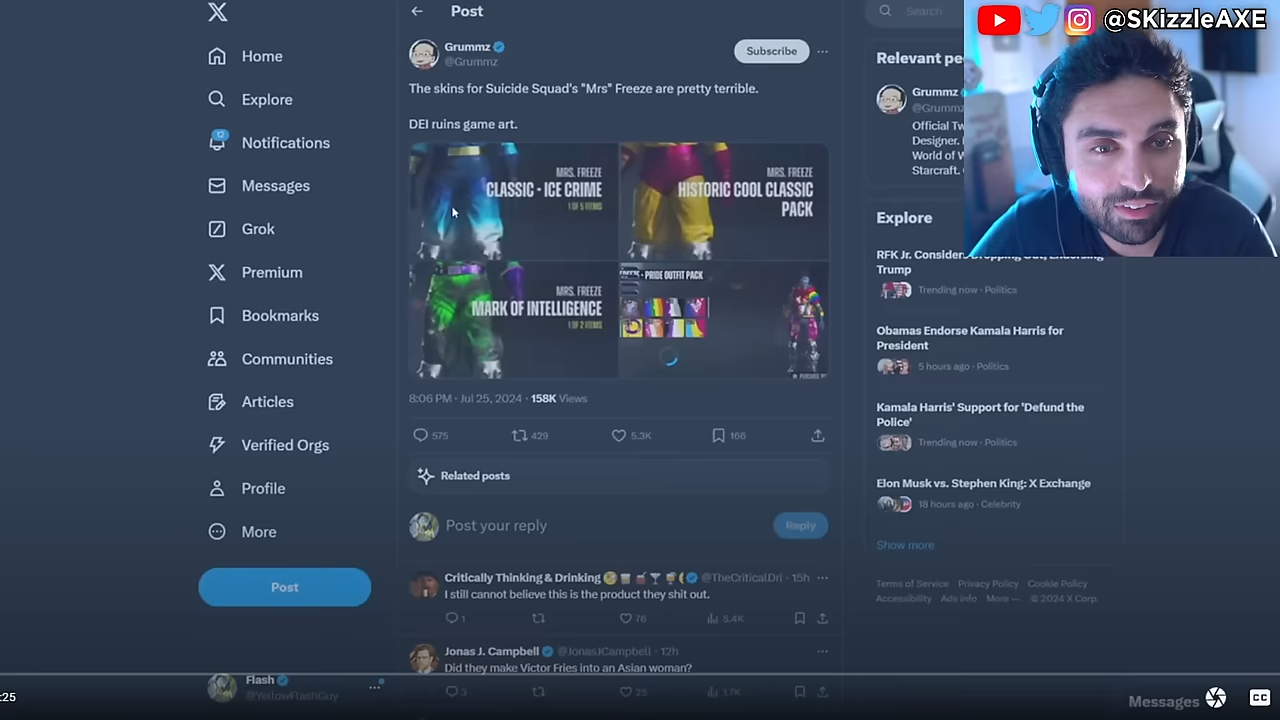 Post
Search
@SKizzleAXE
Home
Explore
12
Notifications
Messages
Grok
Premium
Bookmarks
Communities
Articles
Verified Orgs
Profile
More
Post
Flash
@YellowFlashGuy
:25
Grummz
@Grummz
Subscribe
The skins for Suicide Squad's "Mrs" Freeze are pretty terrible.
DEI ruins game art.
MRS. FREEZE
CLASSIC - ICE CRIME
1 OF 5 ITEMS
MRS. FREEZE
HISTORIC COOL CLASSIC
PACK
MRS. FREEZE
MARK OF INTELLIGENCE
1 OF 2 ITEMS
- PRIDE OUTFIT PACK
8:06 PM · Jul 25, 2024 · 158K Views
575
429
5.3K
166
Related posts
Post your reply
Reply
Critically Thinking & Drinking @TheCriticalDri · 15h
I still cannot believe this is the product they shit out.
1
76
5.4K
Jonas J. Campbell @JonasJCampbell · 12h
Did they make Victor Fries into an Asian woman?
3
25
1.7K
Relevant pe
Grummz
@Grummz
Official Tw
Designer.
World of W
Starcraft.
Explore
RFK Jr. Considers Dropping Out, Endorsing
Trump
Trending now · Politics
Obamas Endorse Kamala Harris for
President
5 hours ago · Politics
Kamala Harris' Support for 'Defund the
Police'
Trending now · Politics
Elon Musk vs. Stephen King: X Exchange
18 hours ago · Celebrity
Show more
Terms of Service Privacy Policy Cookie Policy
Accessibility Ads info More ··· © 2024 X Corp.
Messages
CC